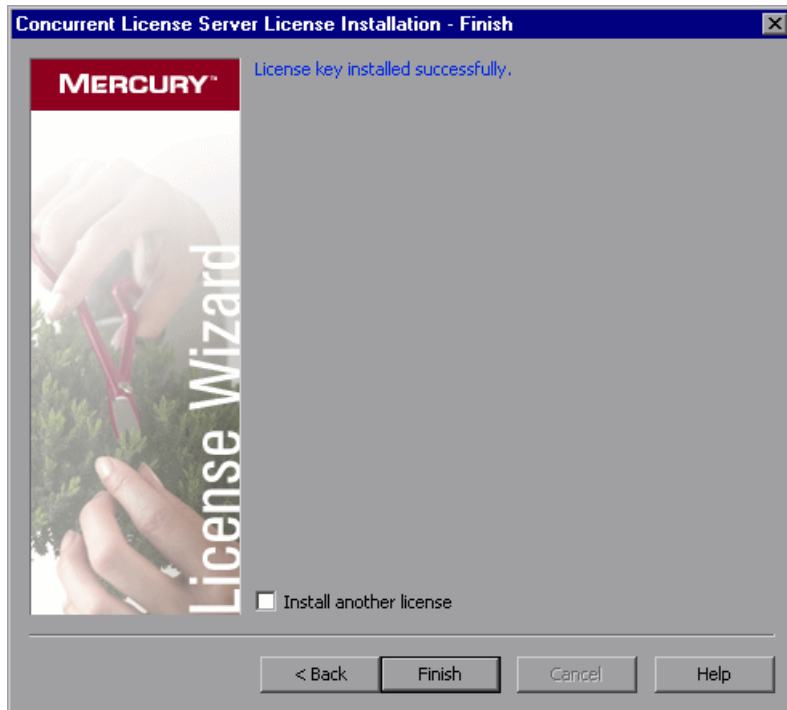 Concurrent License Server License Installation - Finish
MERCURY™
License Wizard
License key installed successfully.
Install another license
< Back
Finish
Cancel
Help